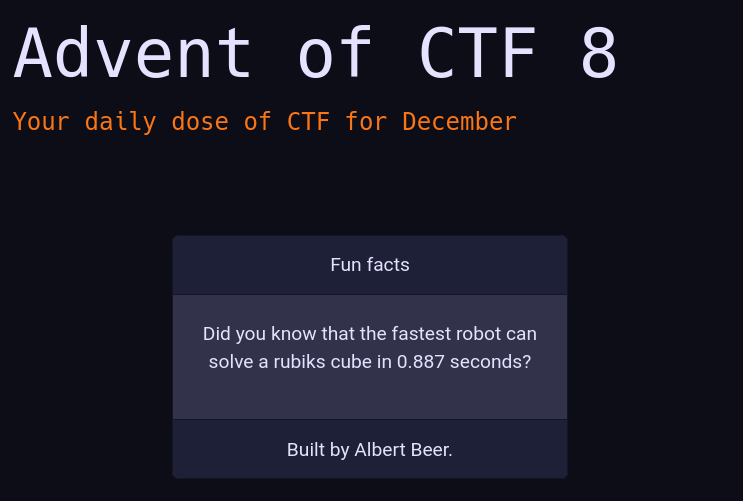 Advent of CTF 8
Your daily dose of CTF for December
Fun facts
Did you know that the fastest robot can
solve a rubiks cube in 0.887 seconds?
Built by Albert Beer.